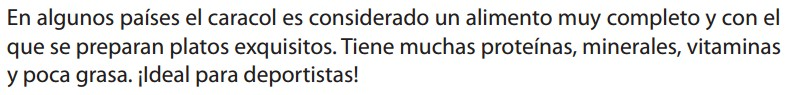 En algunos países el caracol es considerado un alimento muy completo y con el
que se preparan platos exquisitos. Tiene muchas proteínas, minerales, vitaminas
y poca grasa. ¡Ideal para deportistas!